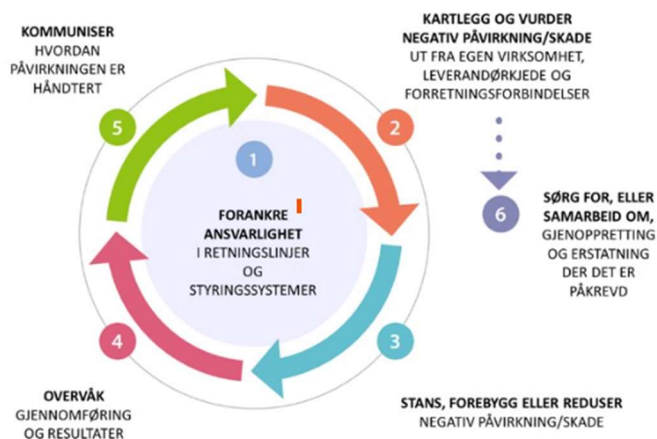 1
FORANKRE
ANSVARLIGHET
I RETNINGSLINJER
OG
STYRINGSSYSTEMER
2
KARTLEGG OG VURDER
NEGATIV PÅVIRKNING/SKADE
UT FRA EGEN VIRKSOMHET,
LEVERANDØRKJEDE OG
FORRETNINGSFORBINDELSER
3
STANS, FOREBYGG ELLER REDUSER
NEGATIV PÅVIRKNING/SKADE
4
OVERVÅK
GJENNOMFØRING
OG RESULTATER
5
KOMMUNISER
HVORDAN
PÅVIRKNINGEN ER
HÅNDTERT
6
SØRG FOR, ELLER
SAMARBEID OM,
GJENOPPRETTING
OG ERSTATNING
DER DET ER
PÅKREVD